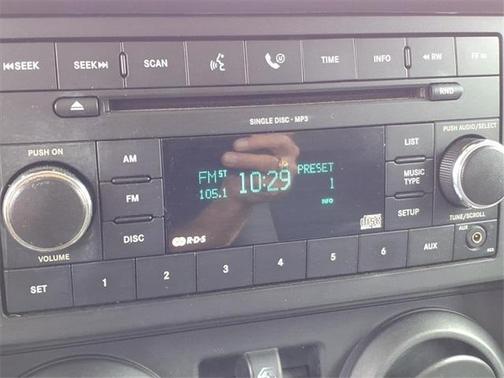 SEEK SEEK SCAN TIME INFO RW FF
RND
SINGLE DISC - MP3
PUSH ON
PUSH AUDIO/SELECT
AM
FM
DISC
VOLUME
FM ST 10:29 PRESET
105.1 1
INFO
R·D·S
COMPACT disc
LIST
MUSIC TYPE
SETUP
TUNE/SCROLL
AUX
SET 1 2 3 4 5 6 AUX